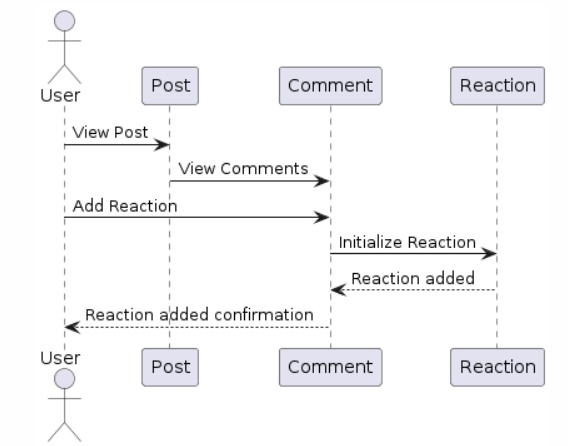 User
Post
Comment
Reaction
View Post
View Comments
Add Reaction
Initialize Reaction
Reaction added
Reaction added confirmation
User
Post
Comment
Reaction